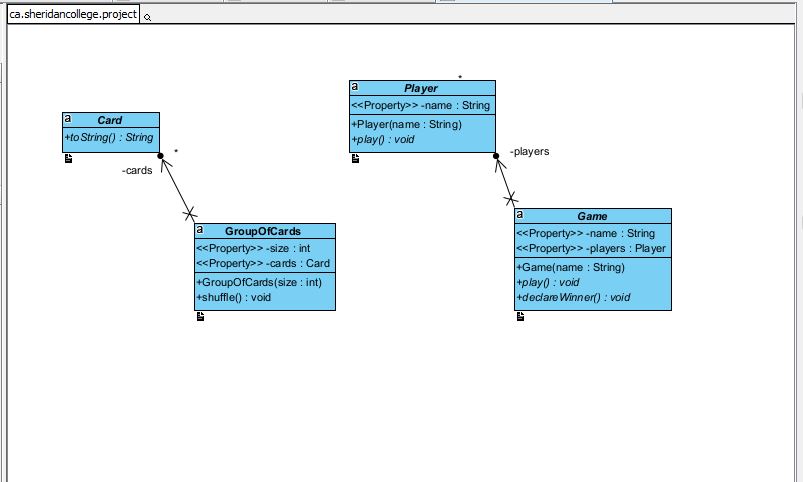 ca.sheridancollege.project
a
Card
+toString() : String
*
-cards
a
GroupOfCards
<<Property>> -size : int
<<Property>> -cards : Card
+GroupOfCards(size : int)
+shuffle() : void
*
a
Player
<<Property>> -name : String
+Player(name : String)
+play() : void
-players
a
Game
<<Property>> -name : String
<<Property>> -players : Player
+Game(name : String)
+play() : void
+declareWinner() : void